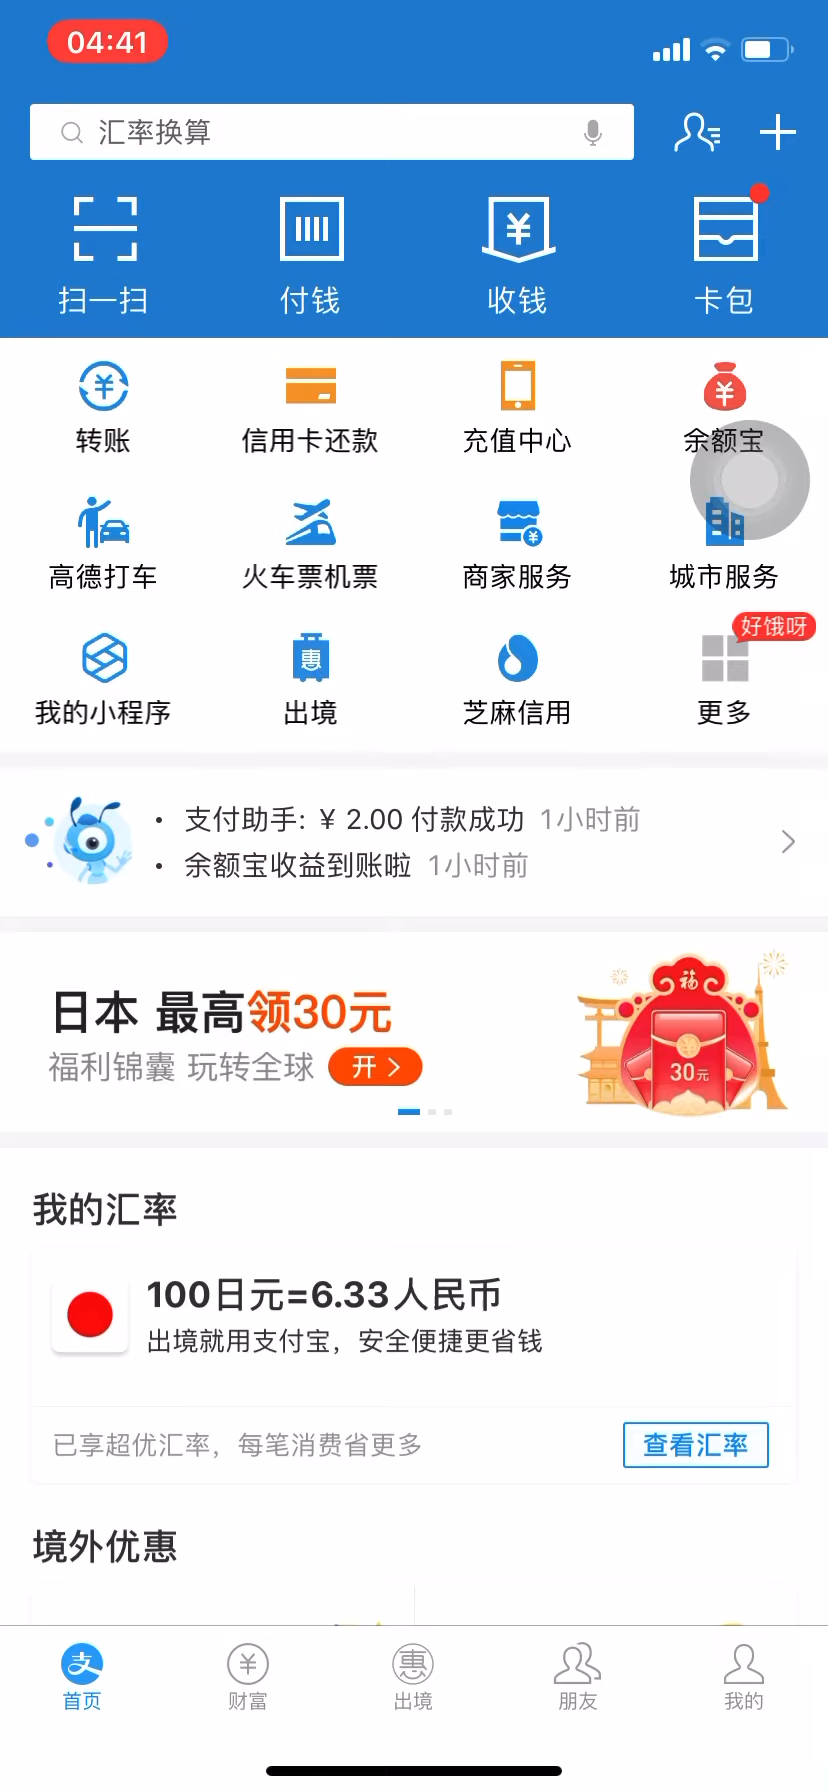 04:41
汇率换算
扫一扫 付钱 收钱 卡包
转账 信用卡还款 充值中心 余额宝
高德打车 火车票机票 商家服务 城市服务
好饿呀
惠
我的小程序 出境 芝麻信用 更多
· 支付助手: ¥ 2.00 付款成功 1小时前
· 余额宝收益到账啦 1小时前
日本 最高领30元
福利锦囊 玩转全球 开 >
福
30元
我的汇率
100日元=6.33人民币
出境就用支付宝，安全便捷更省钱
已享超优汇率，每笔消费省更多 查看汇率
境外优惠
支 ¥ 惠
首页 财富 出境 朋友 我的